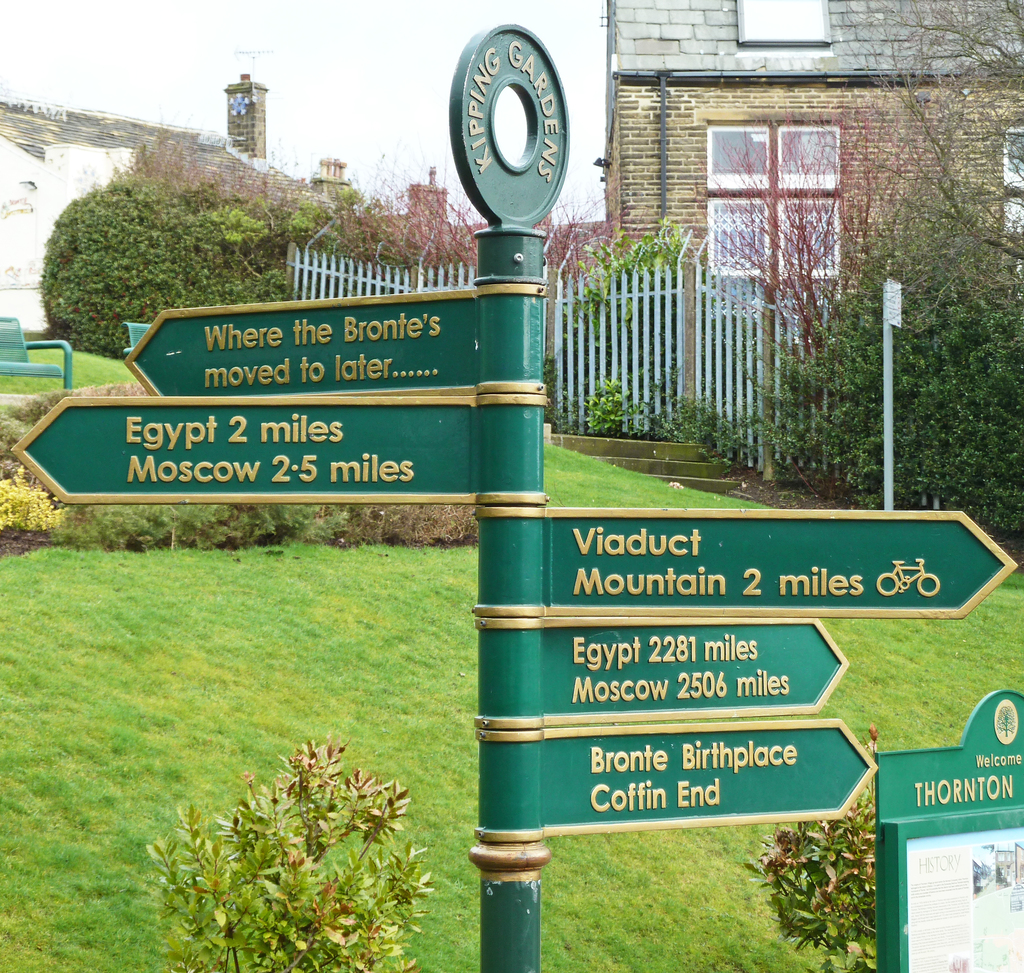 KIPPING GARDENS
Where the Bronte's
moved to later......
Egypt 2 miles
Moscow 2·5 miles
Viaduct
Mountain 2 miles
Egypt 2281 miles
Moscow 2506 miles
Bronte Birthplace
Coffin End
Welcome
THORNTON
HISTORY